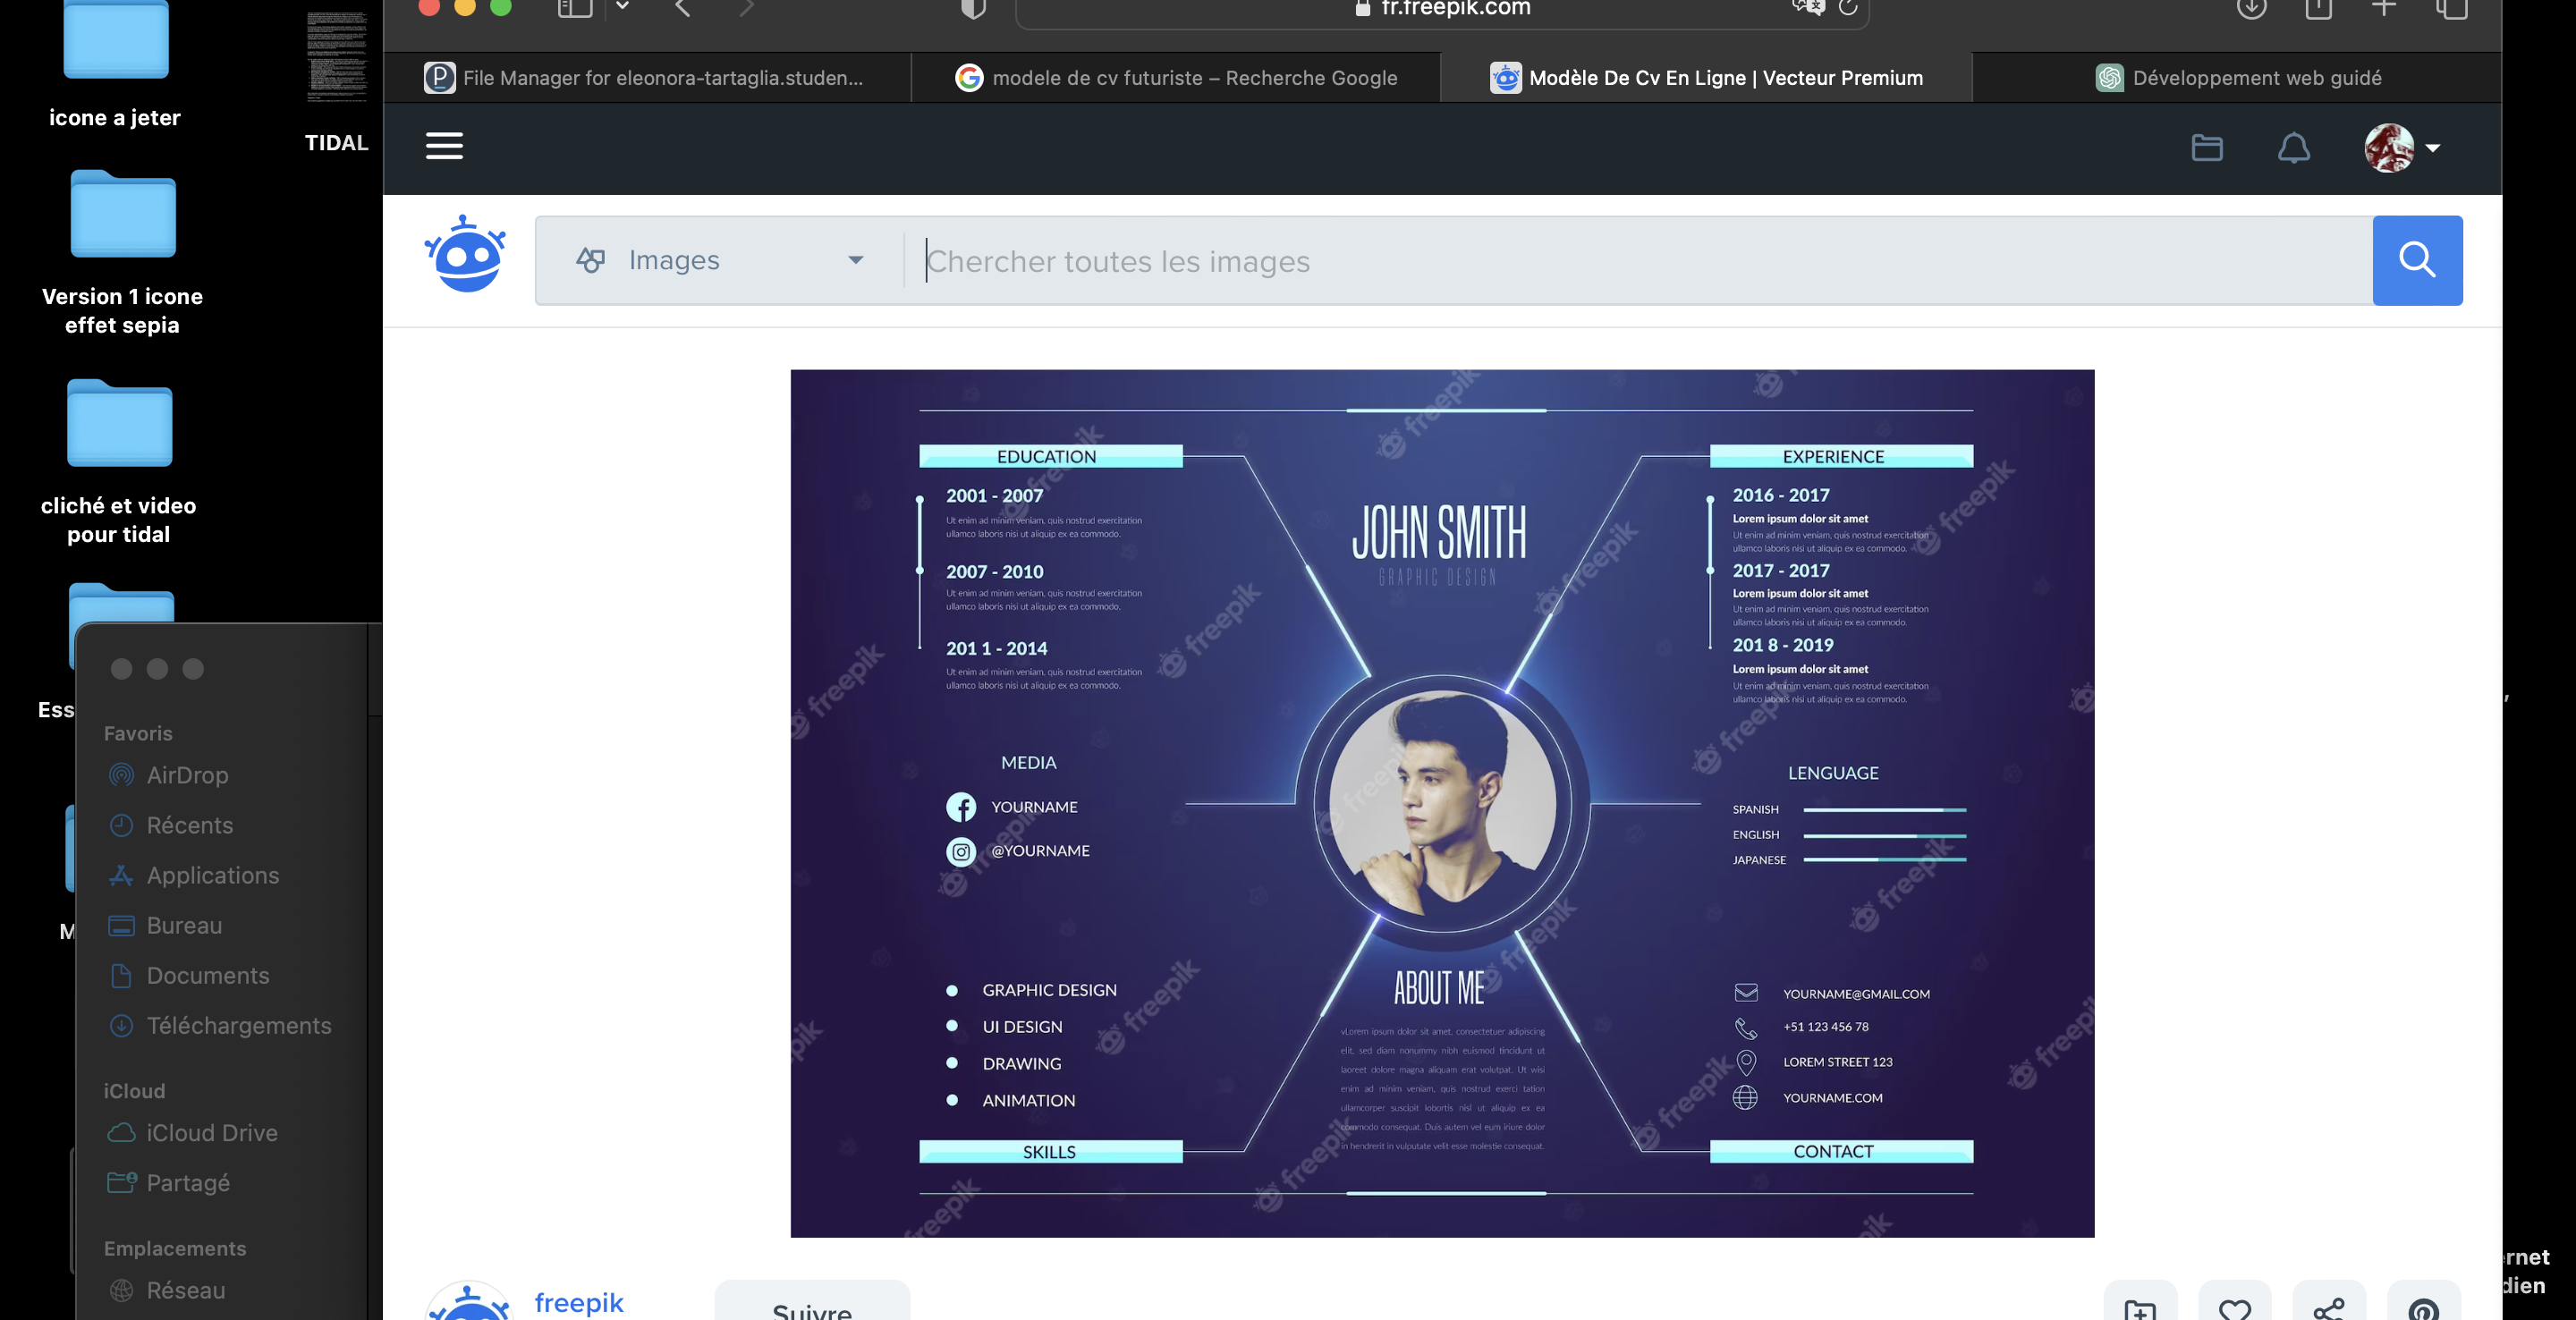 fr.freepik.com
File Manager for eleonora-tartaglia.studen...
modele de cv futuriste – Recherche Google
Modèle De Cv En Ligne | Vecteur Premium
Développement web guidé
icone a jeter
TIDAL
Version 1 icone
effet sepia
cliché et video
pour tidal
Ess
M
Favoris
AirDrop
Récents
Applications
Bureau
Documents
Téléchargements
iCloud
iCloud Drive
Partagé
Emplacements
Réseau
Images
Chercher toutes les images
EDUCATION
2001 - 2007
Ut enim ad minim veniam, quis nostrud exercitation
ullamco laboris nisi ut aliquip ex ea commodo.
2007 - 2010
Ut enim ad minim veniam, quis nostrud exercitation
ullamco laboris nisi ut aliquip ex ea commodo.
201 1 - 2014
Ut enim ad minim veniam, quis nostrud exercitation
ullamco laboris nisi ut aliquip ex ea commodo.
JOHN SMITH
GRAPHIC DESIGN
EXPERIENCE
2016 - 2017
Lorem ipsum dolor sit amet
Ut enim ad minim veniam, quis nostrud exercitation
ullamco laboris nisi ut aliquip ex ea commodo.
2017 - 2017
Lorem ipsum dolor sit amet
Ut enim ad minim veniam, quis nostrud exercitation
ullamco laboris nisi ut aliquip ex ea commodo.
201 8 - 2019
Lorem ipsum dolor sit amet
Ut enim ad minim veniam, quis nostrud exercitation
ullamco laboris nisi ut aliquip ex ea commodo.
MEDIA
YOURNAME
@YOURNAME
LENGUAGE
SPANISH
ENGLISH
JAPANESE
GRAPHIC DESIGN
UI DESIGN
DRAWING
ANIMATION
SKILLS
ABOUT ME
vLorem ipsum dolor sit amet, consectetuer adipiscing
elit, sed diam nonummy nibh euismod tincidunt ut
laoreet dolore magna aliquam erat volutpat. Ut wisi
enim ad minim veniam, quis nostrud exerci tation
ullamcorper suscipit lobortis nisl ut aliquip ex ea
commodo consequat. Duis autem vel eum iriure dolor
in hendrerit in vulputate velit esse molestie consequat.
YOURNAME@GMAIL.COM
+51 123 456 78
LOREM STREET 123
YOURNAME.COM
CONTACT
freepik
Suivre
rnet
dien